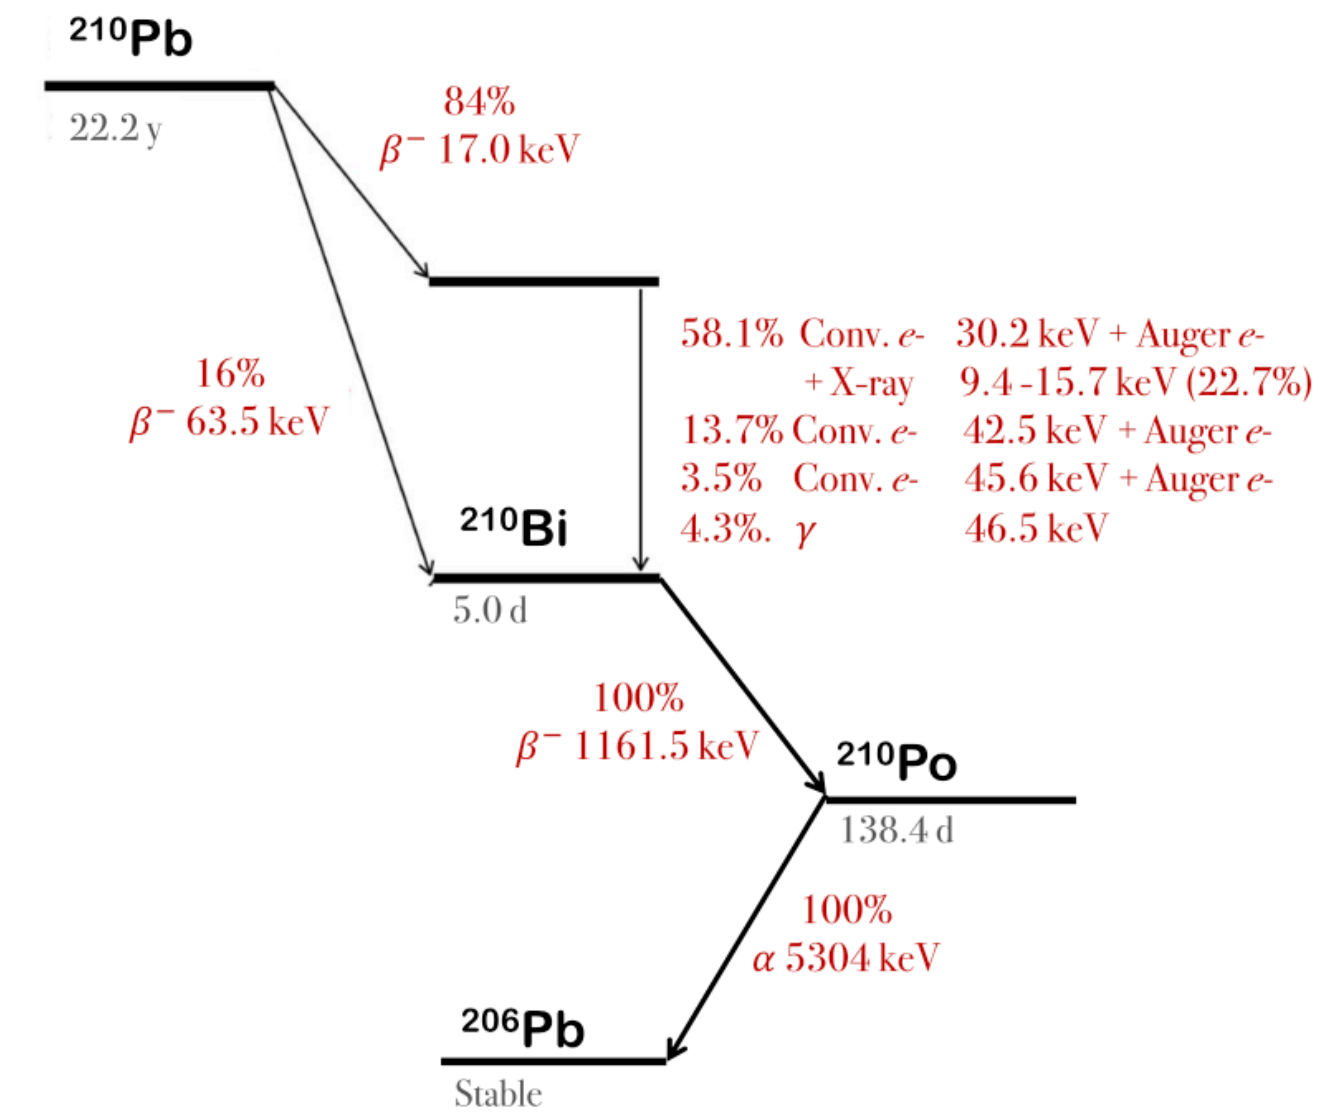 ²¹⁰Pb
22.2 y
84%
β⁻ 17.0 keV
16%
β⁻ 63.5 keV
58.1% Conv. e- 30.2 keV + Auger e-
+ X-ray 9.4 -15.7 keV (22.7%)
13.7% Conv. e- 42.5 keV + Auger e-
3.5% Conv. e- 45.6 keV + Auger e-
4.3%. γ 46.5 keV
²¹⁰Bi
5.0 d
100%
β⁻ 1161.5 keV
²¹⁰Po
138.4 d
100%
α 5304 keV
²⁰⁶Pb
Stable